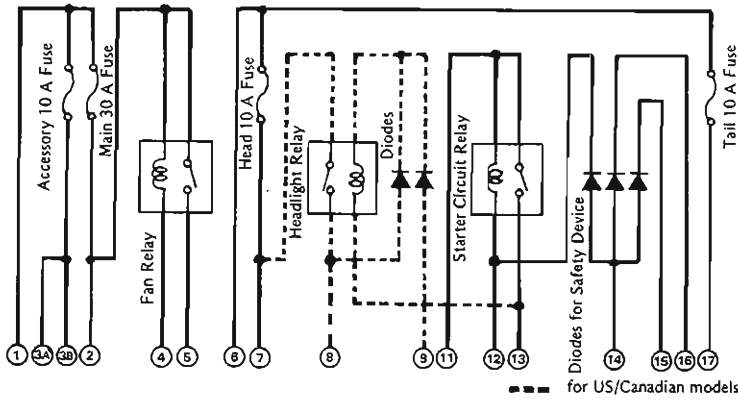 Accessory 10 A Fuse
Main 30 A Fuse
Fan Relay
Head 10 A Fuse
Headlight Relay
Diodes
Starter Circuit Relay
Diodes for Safety Device
Tail 10 A Fuse
1
3A
3B
2
4
5
6
7
8
9
11
12
13
14
15
16
17
for US/Canadian models